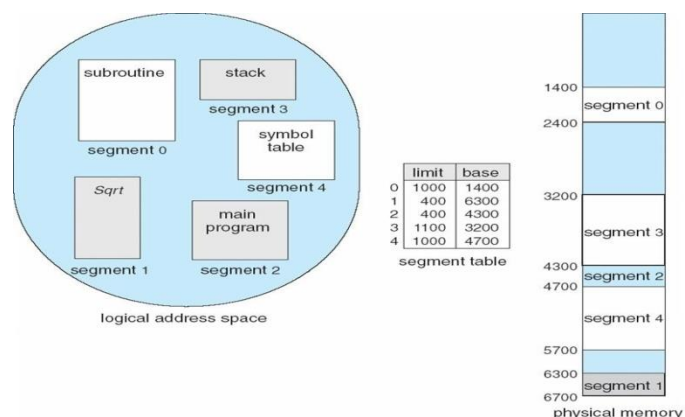 subroutine
segment 0
stack
segment 3
symbol
table
segment 4
Sqrt
segment 1
main
program
segment 2
logical address space
limit base
0 1000 1400
1 400 6300
2 400 4300
3 1100 3200
4 1000 4700
segment table
1400
segment 0
2400
3200
segment 3
4300
segment 2
4700
segment 4
5700
6300
segment 1
6700
physical memory